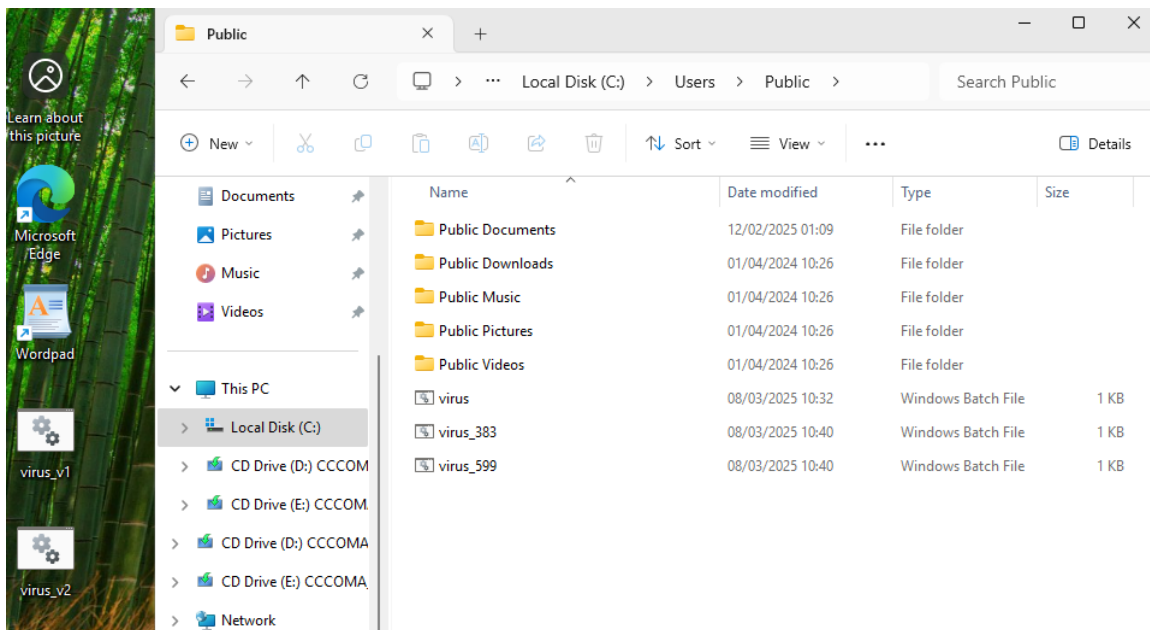 Learn about
this picture
Microsoft
Edge
Wordpad
virus_v1
virus_v2
Public
Local Disk (C:) Users Public
Search Public
New Sort View Details
Documents
Pictures
Music
Videos
This PC
Local Disk (C:)
CD Drive (D:) CCCOM
CD Drive (E:) CCCOM
CD Drive (D:) CCCOMA
CD Drive (E:) CCCOMA_
Network
Name Date modified Type Size
Public Documents 12/02/2025 01:09 File folder
Public Downloads 01/04/2024 10:26 File folder
Public Music 01/04/2024 10:26 File folder
Public Pictures 01/04/2024 10:26 File folder
Public Videos 01/04/2024 10:26 File folder
virus 08/03/2025 10:32 Windows Batch File 1 KB
virus_383 08/03/2025 10:40 Windows Batch File 1 KB
virus_599 08/03/2025 10:40 Windows Batch File 1 KB